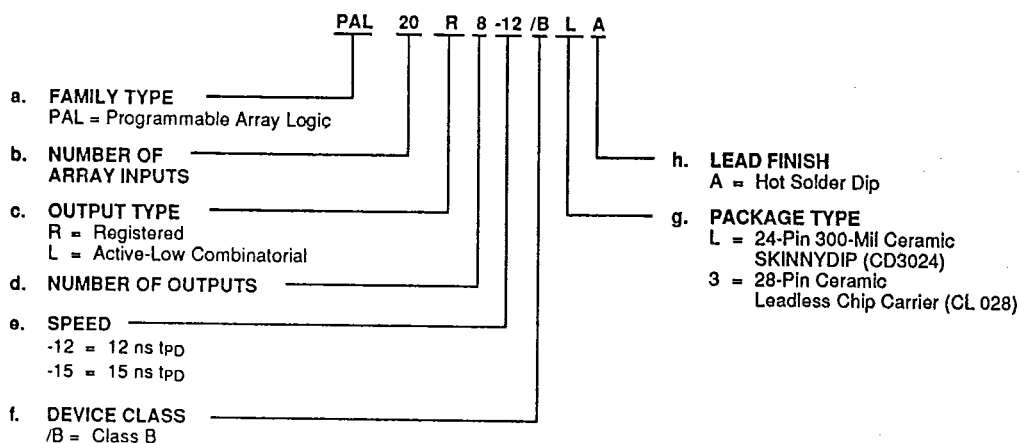 PAL 20 R 8 -12 /B L A
a. FAMILY TYPE
PAL = Programmable Array Logic
b. NUMBER OF
ARRAY INPUTS
c. OUTPUT TYPE
R = Registered
L = Active-Low Combinatorial
d. NUMBER OF OUTPUTS
e. SPEED
-12 = 12 ns tPD
-15 = 15 ns tPD
f. DEVICE CLASS
/B = Class B
h. LEAD FINISH
A = Hot Solder Dip
g. PACKAGE TYPE
L = 24-Pin 300-Mil Ceramic
SKINNYDIP (CD3024)
3 = 28-Pin Ceramic
Leadless Chip Carrier (CL 028)